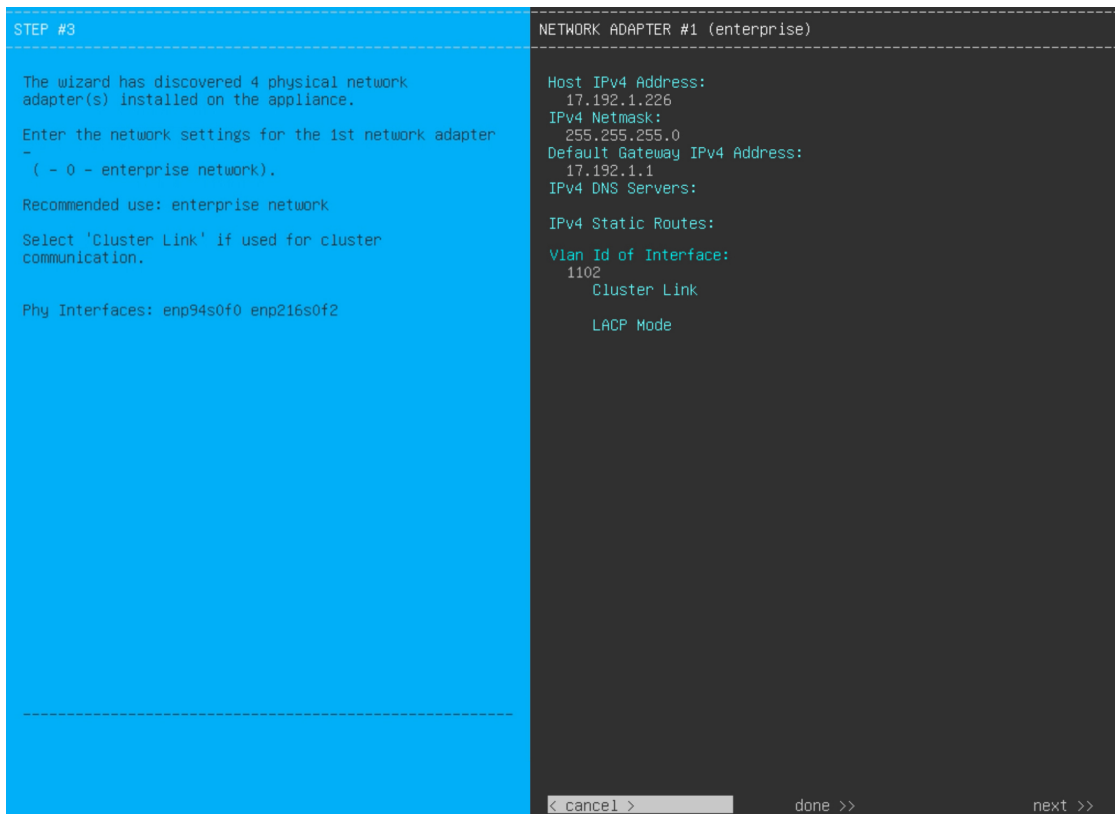 STEP #3
The wizard has discovered 4 physical network
adapter(s) installed on the appliance.
Enter the network settings for the 1st network adapter
-
( - 0 - enterprise network).
Recommended use: enterprise network
Select 'Cluster Link' if used for cluster
communication.
Phy Interfaces: enp94s0f0 enp216s0f2
NETWORK ADAPTER #1 (enterprise)
Host IPv4 Address:
17.192.1.226
IPv4 Netmask:
255.255.255.0
Default Gateway IPv4 Address:
17.192.1.1
IPv4 DNS Servers:
IPv4 Static Routes:
Vlan Id of Interface:
1102
Cluster Link
LACP Mode
< cancel > done >> next >>